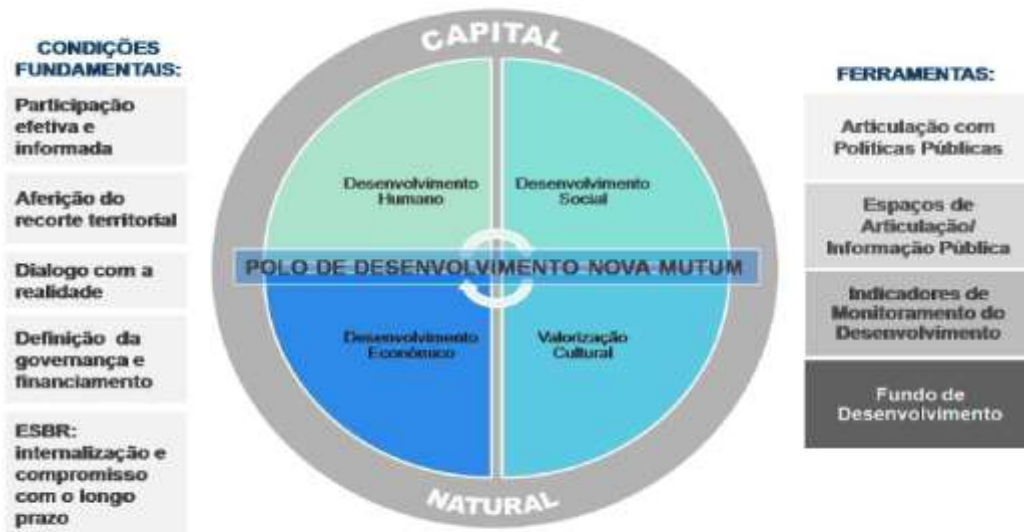 CONDIÇÕES
FUNDAMENTAIS:
Participação
efetiva e
informada
Aferição do
recorte territorial
Dialogo com a
realidade
Definição da
governança e
financiamento
ESBR:
internalização e
compromisso
com o longo
prazo
CAPITAL
Desenvolvimento
Humano
Desenvolvimento
Social
POLO DE DESENVOLVIMENTO NOVA MUTUM
Desenvolvimento
Econômico
Valorização
Cultural
NATURAL
FERRAMENTAS:
Articulação com
Políticas Públicas
Espaços de
Articulação/
Informação Pública
Indicadores de
Monitoramento do
Desenvolvimento
Fundo de
Desenvolvimento